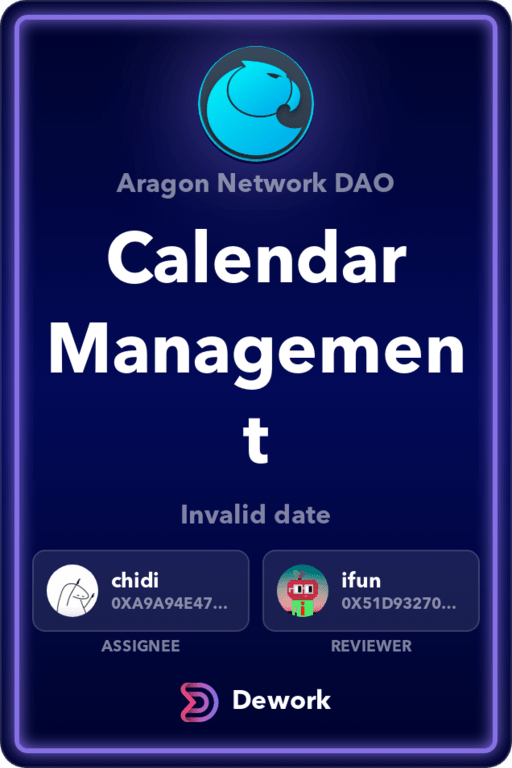 Aragon Network DAO
Calendar
Managemen
t
Invalid date
chidi
0XA9A94E47...
ifun
0X51D93270...
ASSIGNEE
REVIEWER
Dework